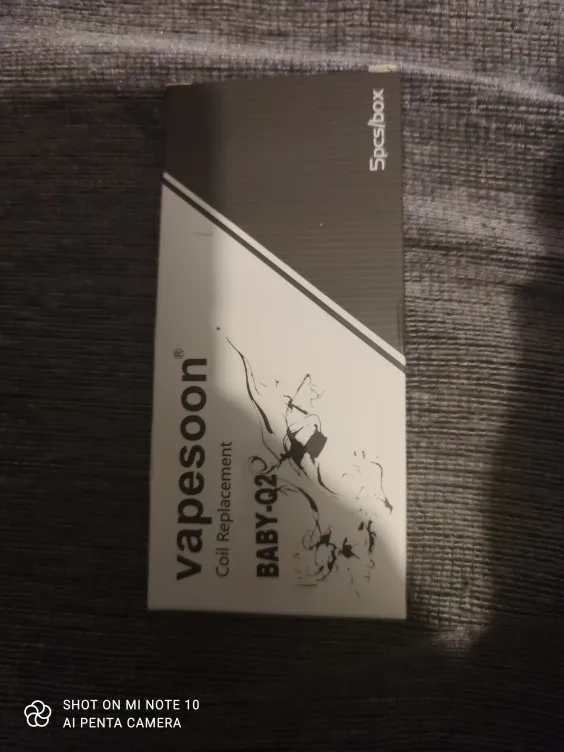 5pcs/box
vapesoon®
Coil Replacement
BABY-Q2
SHOT ON MI NOTE 10
AI PENTA CAMERA